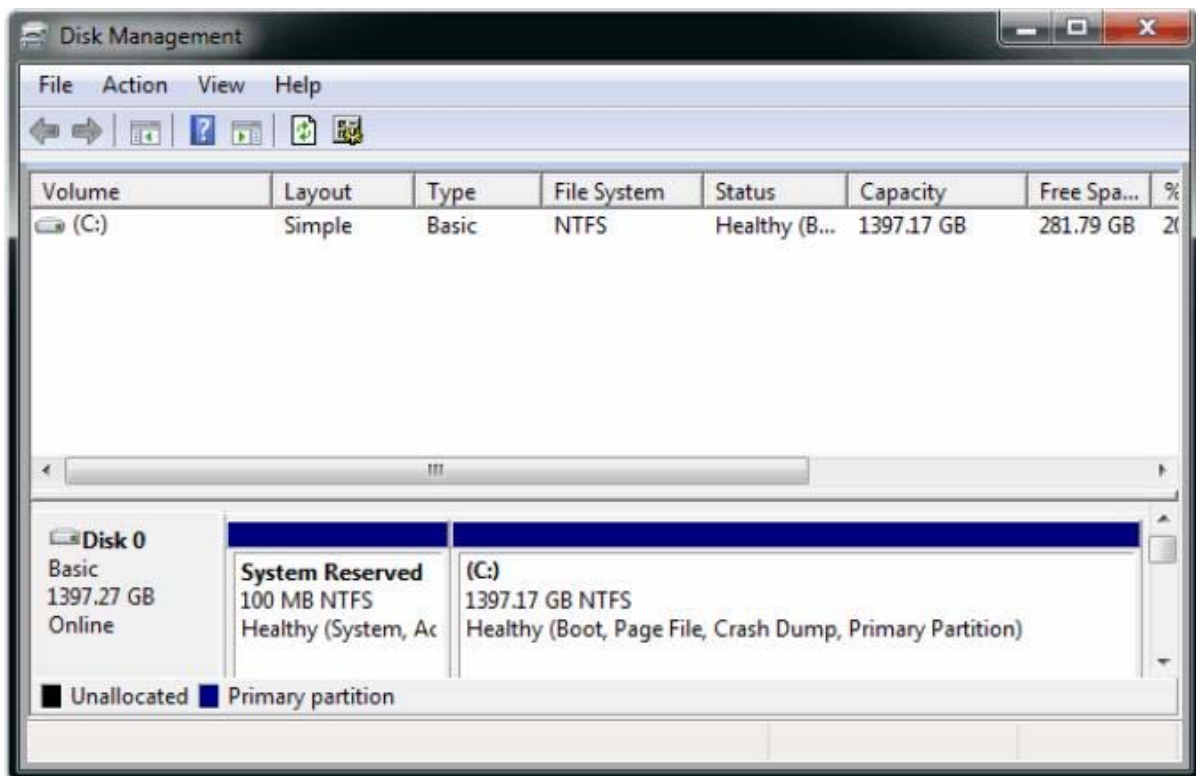 Disk Management
File Action View Help
Volume Layout Type File System Status Capacity Free Spa... %
(C:) Simple Basic NTFS Healthy (B... 1397.17 GB 281.79 GB 20
Disk 0
Basic
1397.27 GB
Online
System Reserved
100 MB NTFS
Healthy (System, Ac
(C:)
1397.17 GB NTFS
Healthy (Boot, Page File, Crash Dump, Primary Partition)
Unallocated Primary partition